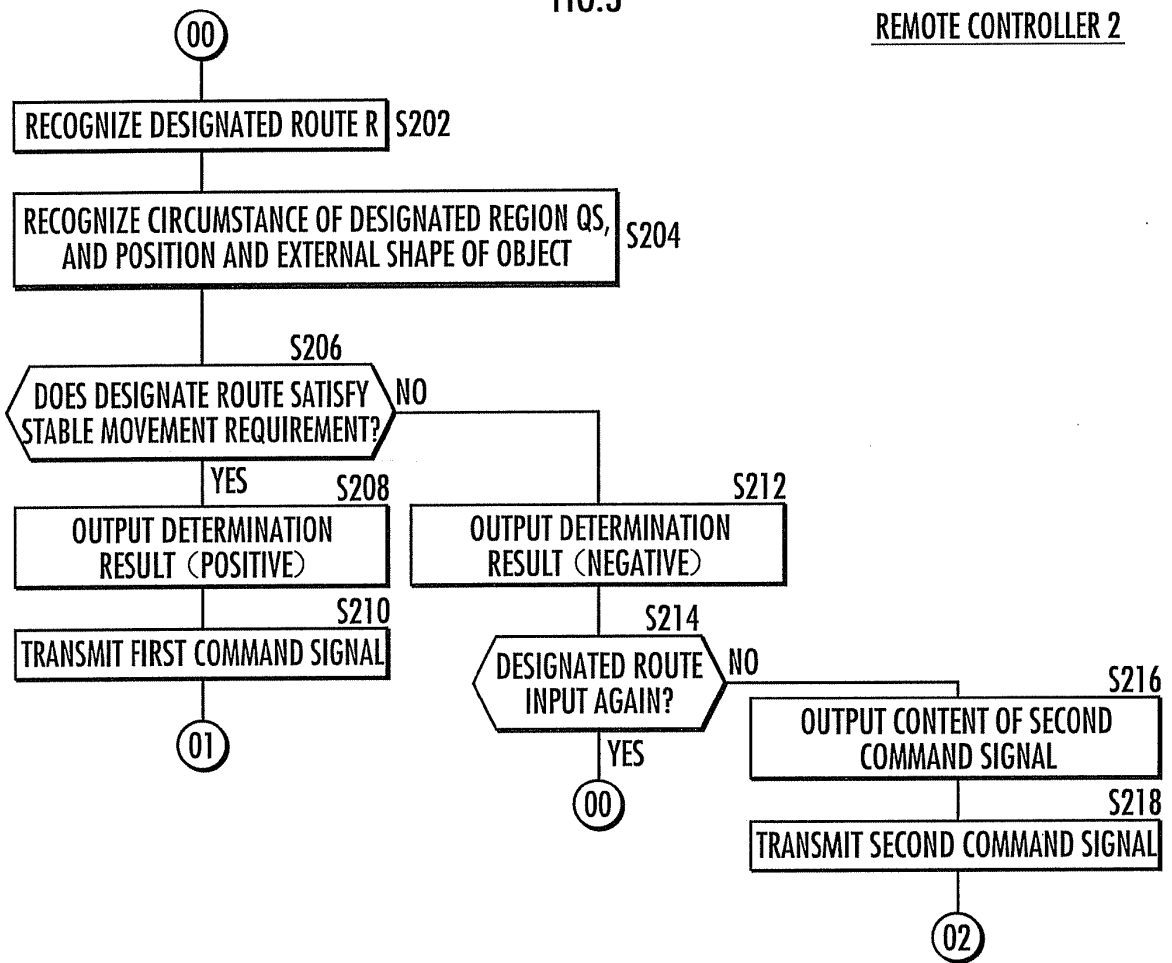 REMOTE CONTROLLER 2
00
RECOGNIZE DESIGNATED ROUTE R
S202
RECOGNIZE CIRCUMSTANCE OF DESIGNATED REGION QS,
AND POSITION AND EXTERNAL SHAPE OF OBJECT
S204
S206
DOES DESIGNATE ROUTE SATISFY
STABLE MOVEMENT REQUIREMENT?
NO
YES
S208
OUTPUT DETERMINATION
RESULT (POSITIVE)
S210
TRANSMIT FIRST COMMAND SIGNAL
01
S212
OUTPUT DETERMINATION
RESULT (NEGATIVE)
S214
DESIGNATED ROUTE
INPUT AGAIN?
NO
YES
00
S216
OUTPUT CONTENT OF SECOND
COMMAND SIGNAL
S218
TRANSMIT SECOND COMMAND SIGNAL
02